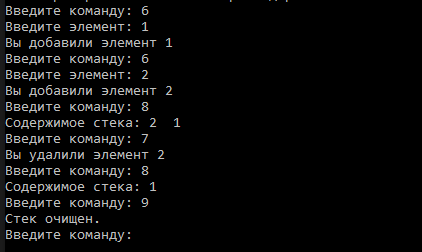 Введите команду: 6
Введите элемент: 1
Вы добавили элемент 1
Введите команду: 6
Введите элемент: 2
Вы добавили элемент 2
Введите команду: 8
Содержимое стека: 2  1
Введите команду: 7
Вы удалили элемент 2
Введите команду: 8
Содержимое стека: 1
Введите команду: 9
Стек очищен.
Введите команду: